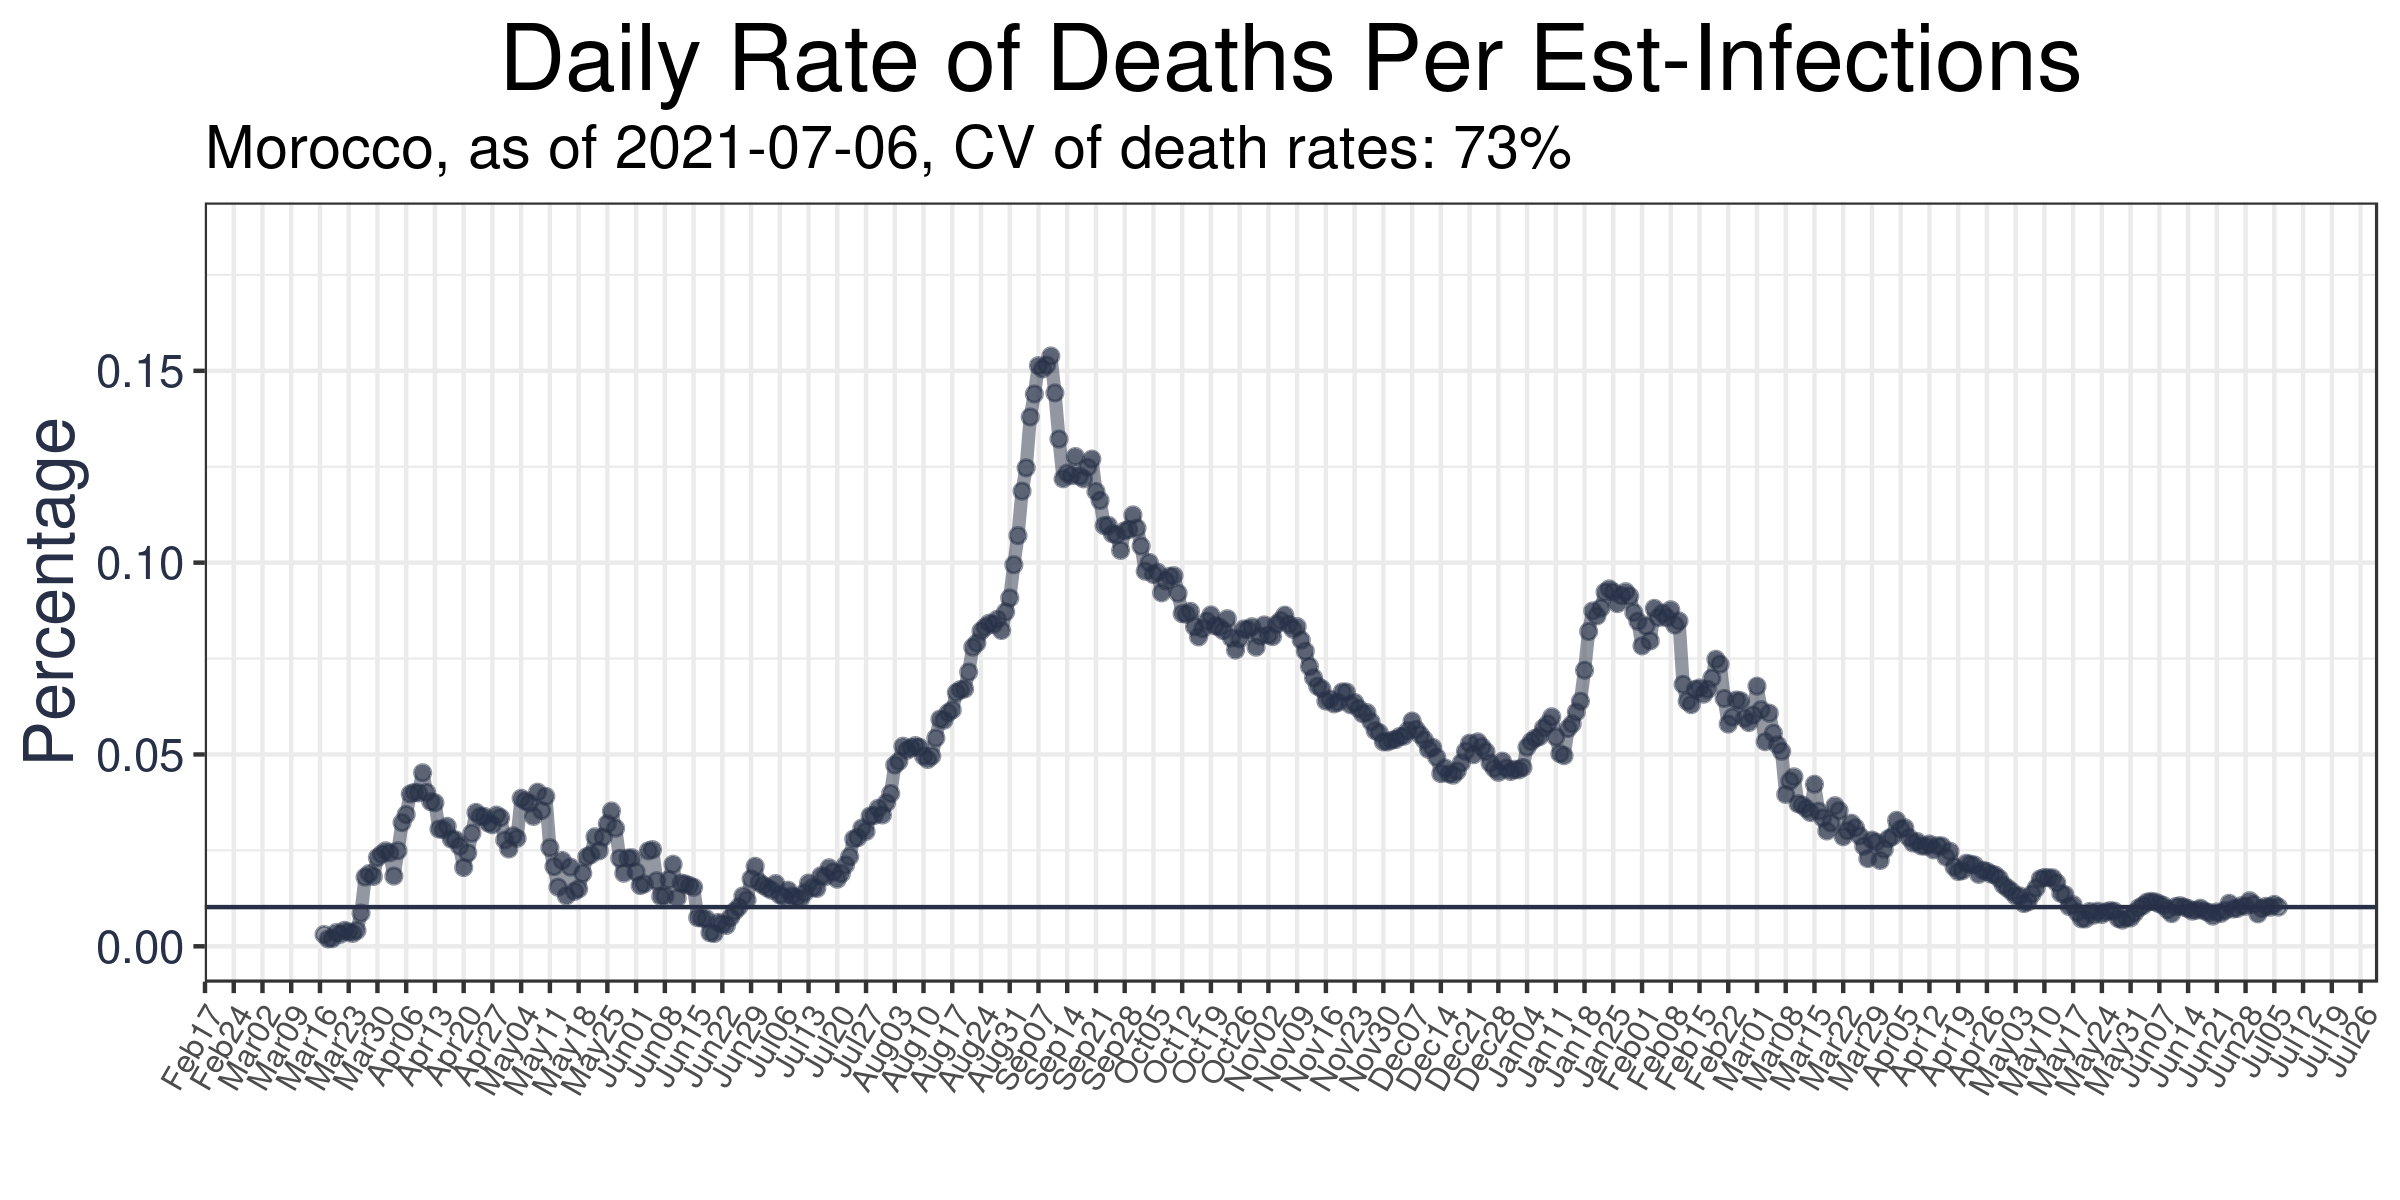 Daily Rate of Deaths Per Est-Infections
Morocco, as of 2021-07-06, CV of death rates: 73%
Percentage
0.15
0.10
0.05
0.00
Feb17
Feb24
Mar02
Mar09
Mar16
Mar23
Mar30
Apr06
Apr13
Apr20
Apr27
May04
May11
May18
May25
Jun01
Jun08
Jun15
Jun22
Jun29
Jul06
Jul13
Jul20
Jul27
Aug03
Aug10
Aug17
Aug24
Aug31
Sep07
Sep14
Sep21
Sep28
Oct05
Oct12
Oct19
Oct26
Nov02
Nov09
Nov16
Nov23
Nov30
Dec07
Dec14
Dec21
Dec28
Jan04
Jan11
Jan18
Jan25
Feb01
Feb08
Feb15
Feb22
Mar01
Mar08
Mar15
Mar22
Mar29
Apr05
Apr12
Apr19
Apr26
May03
May10
May17
May24
May31
Jun07
Jun14
Jun21
Jun28
Jul05
Jul12
Jul19
Jul26